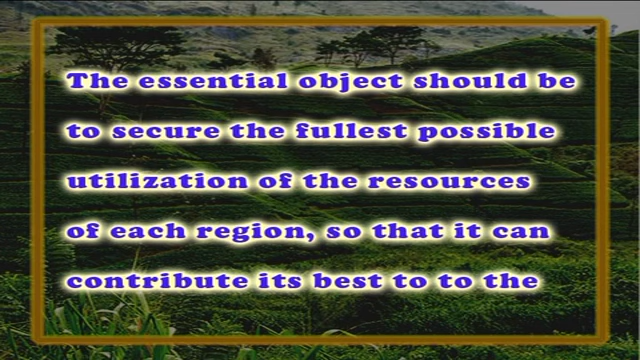 The essential object should be
to secure the fullest possible
utilization of the resources
of each region, so that it can
contribute its best to to the